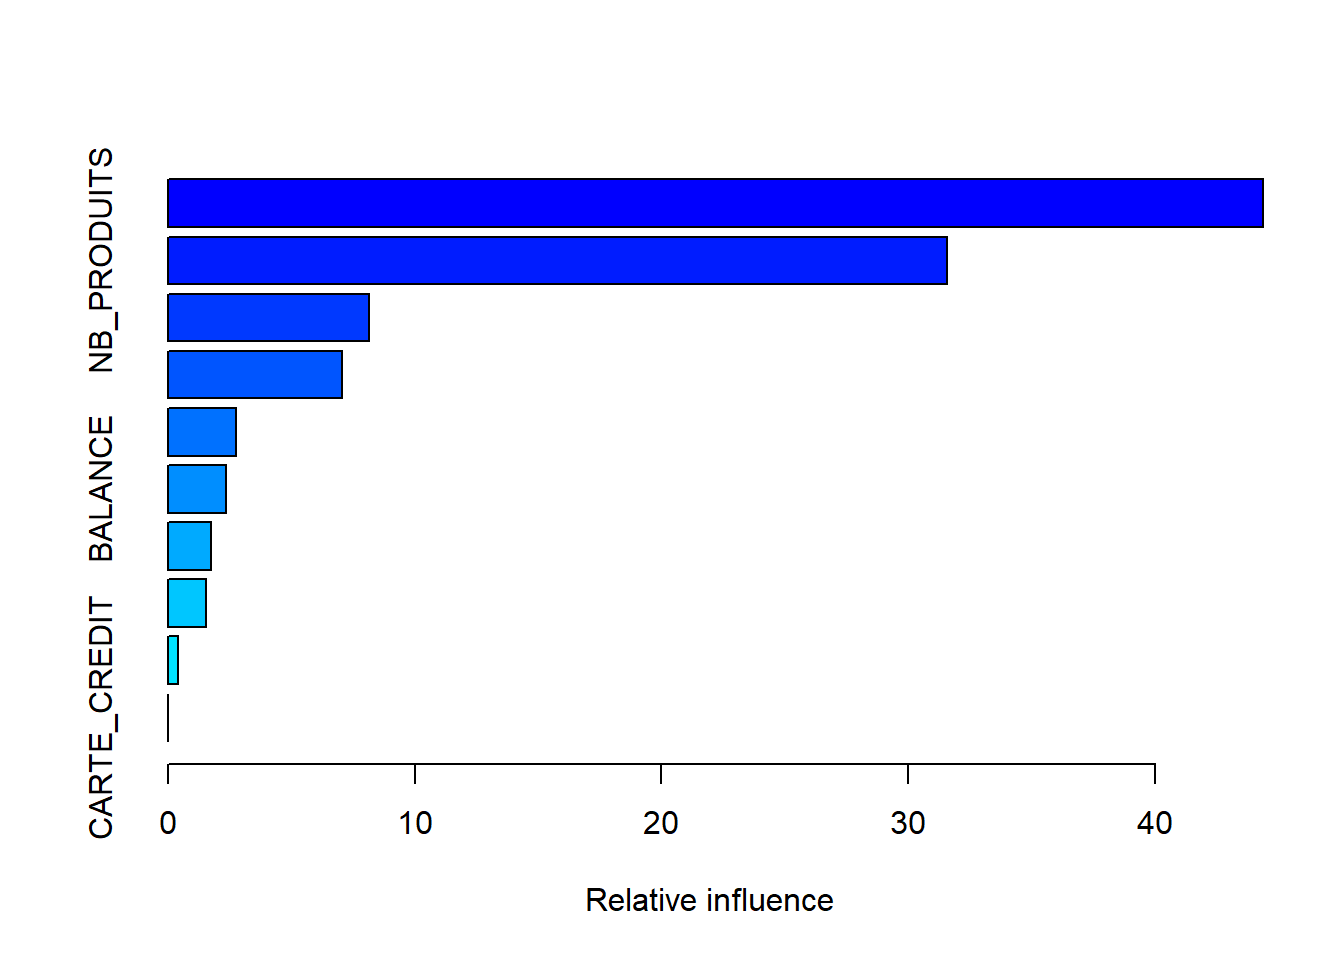 NB_PRODUITS
BALANCE
CARTE_CREDIT
0 10 20 30 40
Relative influence